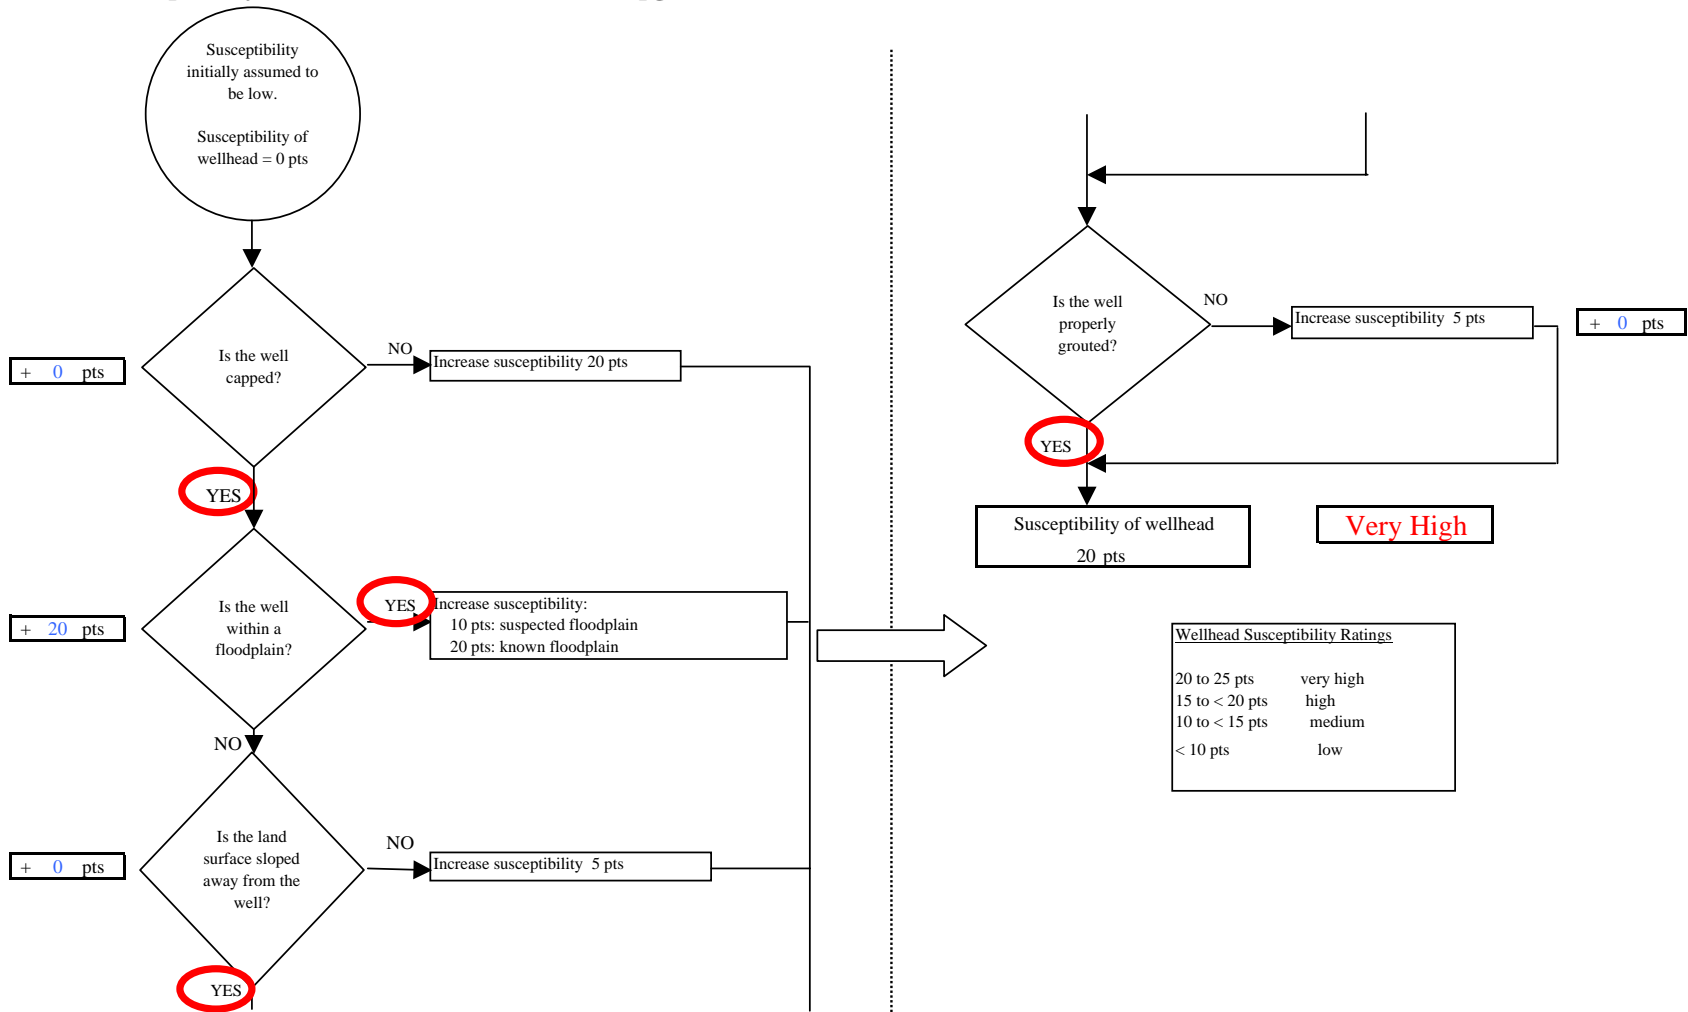 Susceptibility
initially assumed to
be low.
Susceptibility of
wellhead = 0 pts
Is the well
capped?
NO
Increase susceptibility 20 pts
+ 0 pts
YES
Is the well
within a
floodplain?
YES
Increase susceptibility:
10 pts: suspected floodplain
20 pts: known floodplain
+ 20 pts
NO
Is the land
surface sloped
away from the
well?
NO
Increase susceptibility 5 pts
+ 0 pts
YES
Is the well
properly
grouted?
NO
Increase susceptibility 5 pts
+ 0 pts
YES
Susceptibility of wellhead
20 pts
Very High
Wellhead Susceptibility Ratings
20 to 25 pts very high
15 to < 20 pts high
10 to < 15 pts medium
< 10 pts low